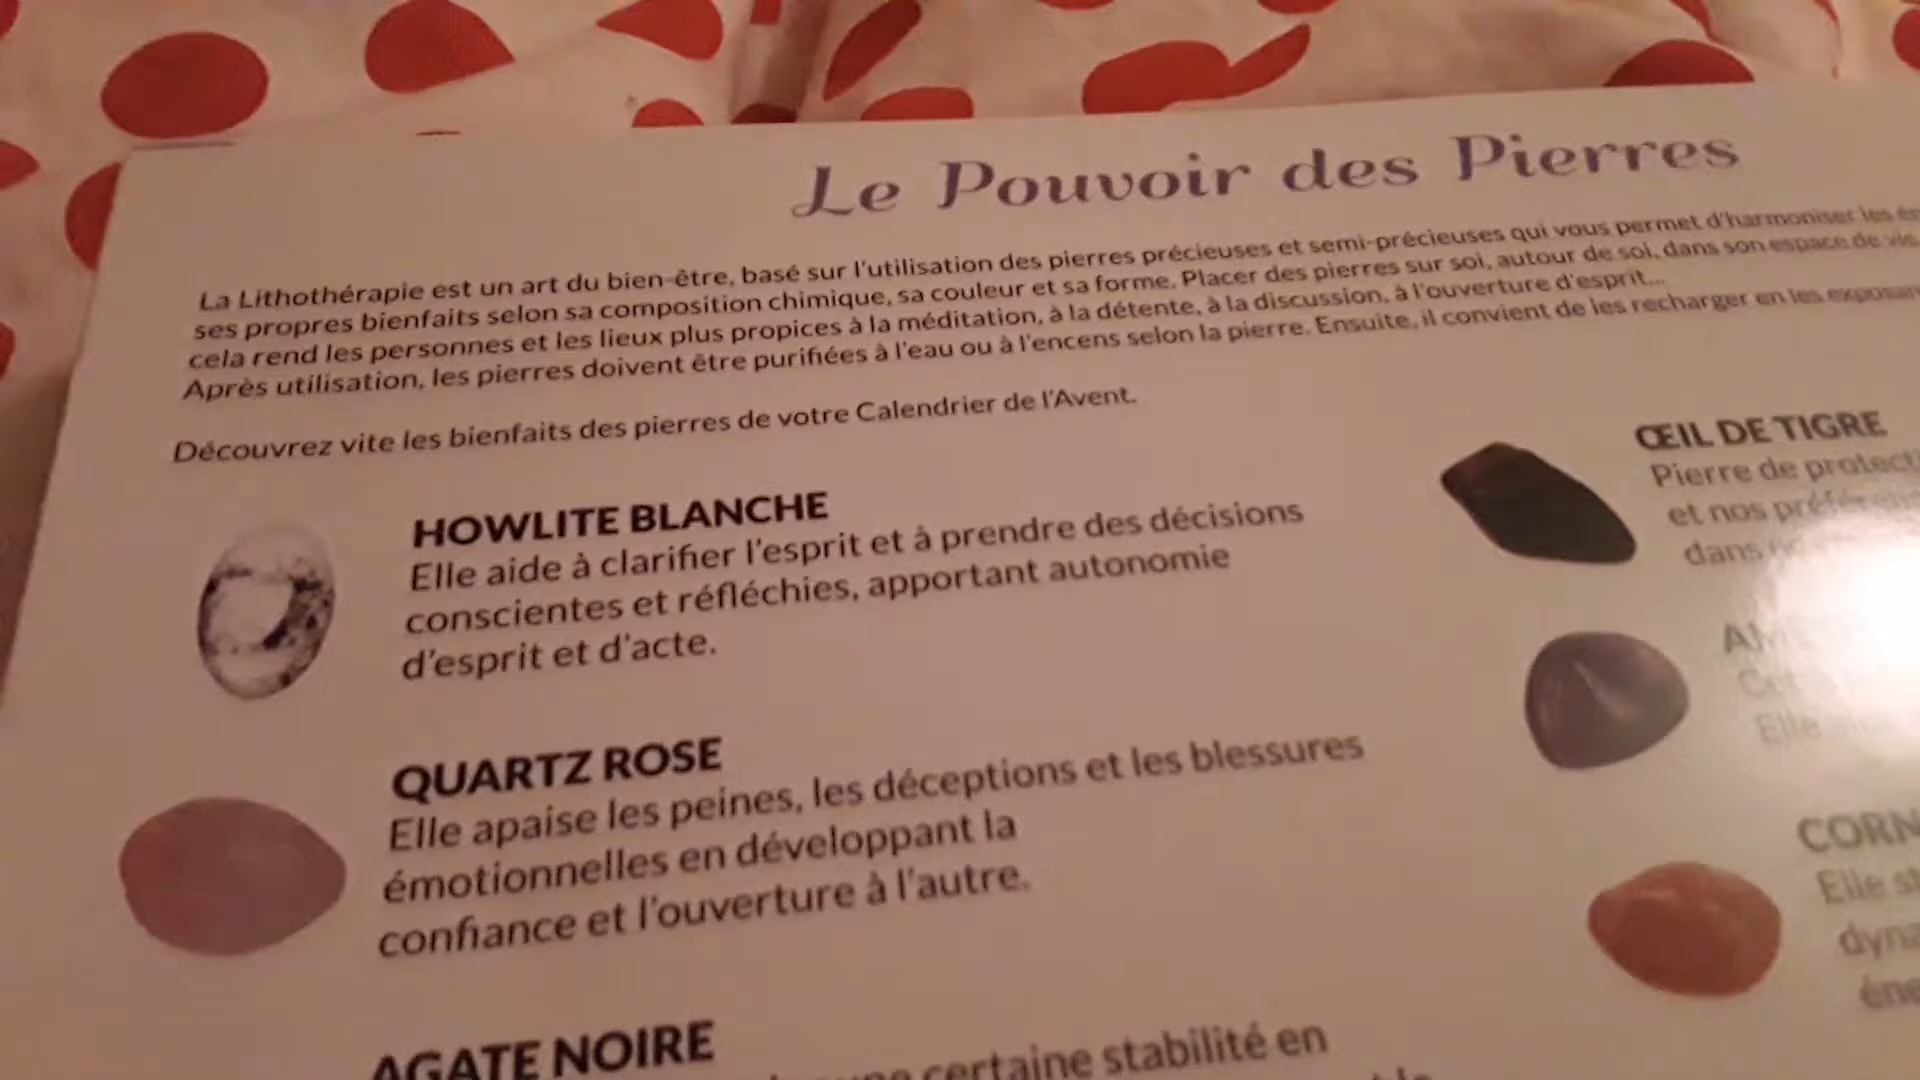 Le Pouvoir des Pierres
La Lithothérapie est un art du bien-être, basé sur l'utilisation des pierres précieuses et semi-précieuses qui vous permet d'harmoniser les
ses propres bienfaits selon sa composition chimique, sa couleur et sa forme. Placer des pierres sur soi, autour de soi, dans son espace de vie
cela rend les personnes et les lieux plus propices à la méditation, à la détente, à la discussion, à l'ouverture d'esprit...
Après utilisation, les pierres doivent être purifiées à l'eau ou à l'encens selon la pierre. Ensuite, il convient de les recharger en les
Découvrez vite les bienfaits des pierres de votre Calendrier de l'Avent.
HOWLITE BLANCHE
Elle aide à clarifier l'esprit et à prendre des décisions
conscientes et réfléchies, apportant autonomie
d'esprit et d'acte.
QUARTZ ROSE
Elle apaise les peines, les déceptions et les blessures
émotionnelles en développant la
confiance et l'ouverture à l'autre.
AGATE NOIRE
certaine stabilité en
ŒIL DE TIGRE
Pierre de
et nos
dans
Elle